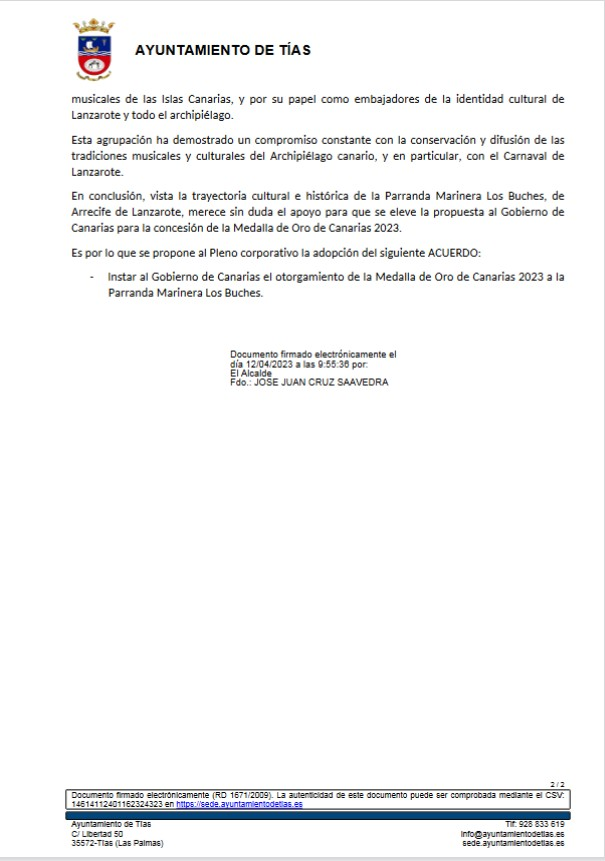 AYUNTAMIENTO DE TÍAS
musicales de las Islas Canarias, y por su papel como embajadores de la identidad cultural de
Lanzarote y todo el archipiélago.
Esta agrupación ha demostrado un compromiso constante con la conservación y difusión de las
tradiciones musicales y culturales del Archipiélago canario, y en particular, con el Carnaval de
Lanzarote.
En conclusión, vista la trayectoria cultural e histórica de la Parranda Marinera Los Buches, de
Arrecife de Lanzarote, merece sin duda el apoyo para que se eleve la propuesta al Gobierno de
Canarias para la concesión de la Medalla de Oro de Canarias 2023.
Es por lo que se propone al Pleno corporativo la adopción del siguiente ACUERDO:
- Instar al Gobierno de Canarias el otorgamiento de la Medalla de Oro de Canarias 2023 a la
Parranda Marinera Los Buches.
Documento firmado electrónicamente el
día 12/04/2023 a las 9:55:36 por:
El Alcalde
Fdo.: JOSE JUAN CRUZ SAAVEDRA
2 / 2
Documento firmado electrónicamente (RD 1671/2009). La autenticidad de este documento puede ser comprobada mediante el CSV:
14614112401162324323 en https://sede.ayuntamientodetias.es
Ayuntamiento de Tías
C/ Libertad 50
35572-Tías (Las Palmas)
Tlf: 928 833 619
info@ayuntamientodetias.es
sede.ayuntamientodetias.es